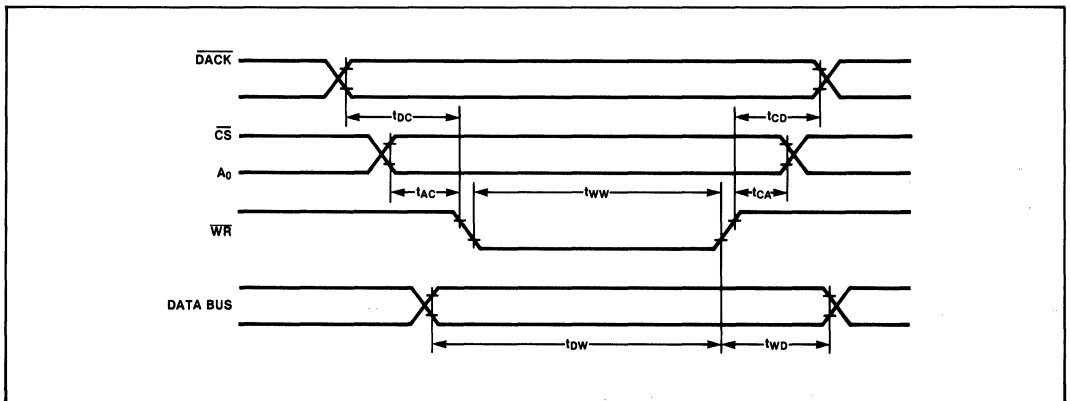 DACK
tDC
tCD
CS
A0
tAC
tWW
tCA
WR
DATA BUS
tDW
tWD